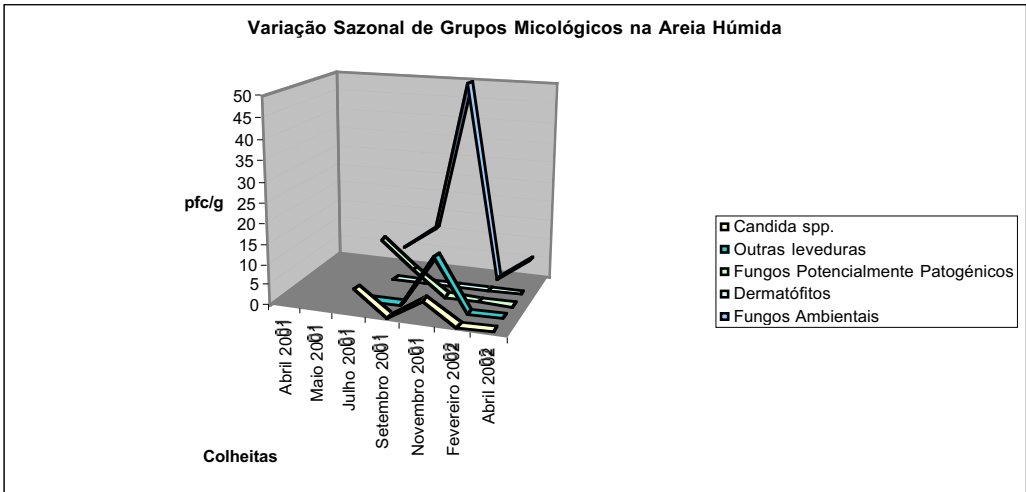 Variação Sazonal de Grupos Micológicos na Areia Húmida
50
45
40
35
30
25
20
15
10
5
0
pfc/g
Abril 2001
Maio 2001
Julho 2001
Setembro 2001
Novembro 2001
Fevereiro 2002
Abril 2002
Colheitas
Candida spp.
Outras leveduras
Fungos Potencialmente Patogénicos
Dermatófitos
Fungos Ambientais